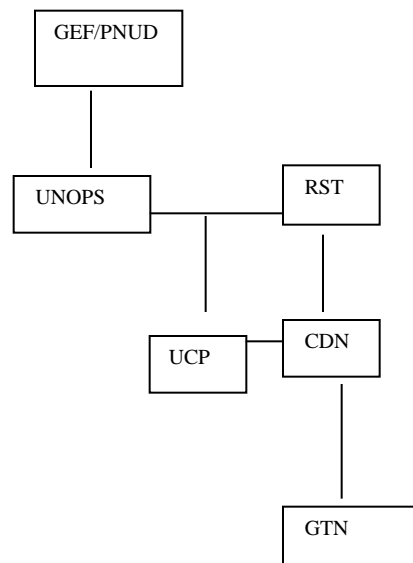 GEF/PNUD
UNOPS
RST
UCP
CDN
GTN